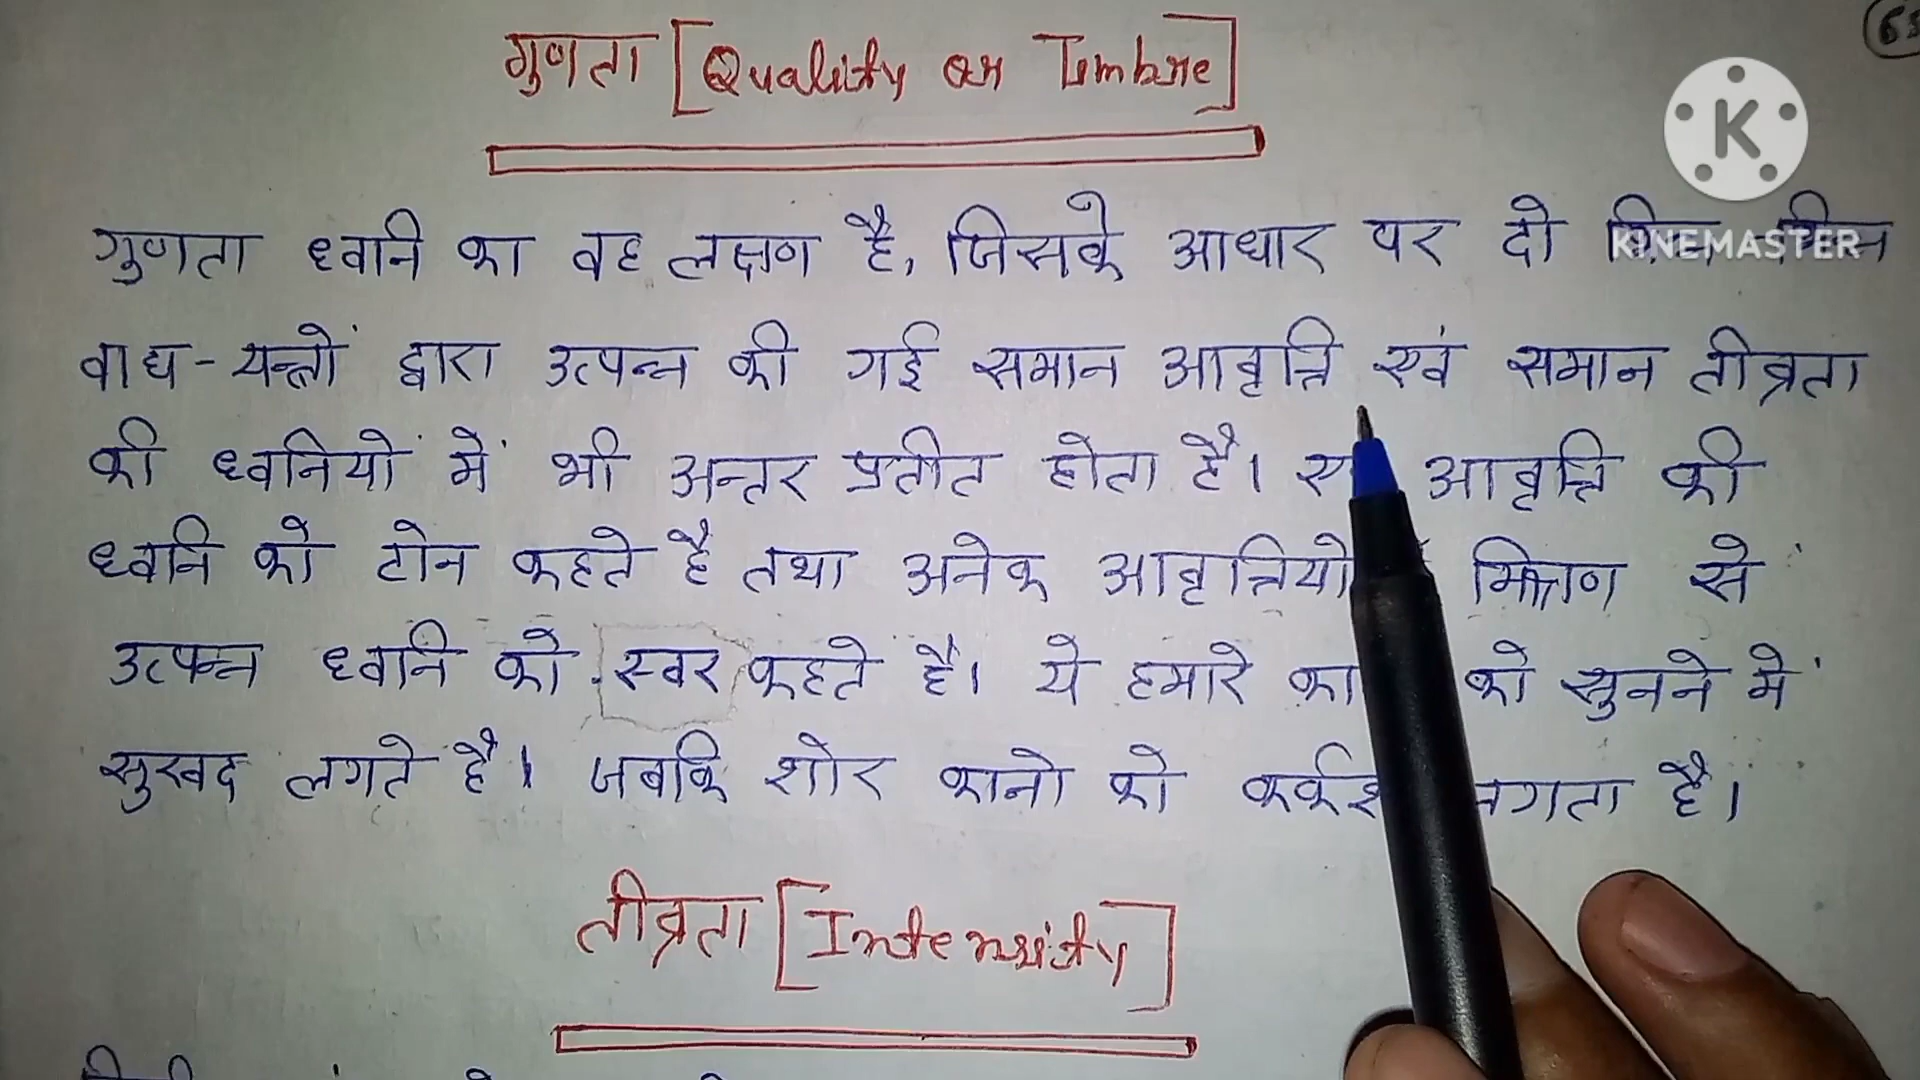 गुणता [Quality or Timbre]
K
KINEMASTER
गुणता ध्वनि का वह लक्षण है, जिसके आधार पर दो
वाद्य-यन्त्रों द्वारा उत्पन्न की गई समान आवृत्ति एवं समान तीव्रता
की ध्वनियों में भी अन्तर प्रतीत होता है। आवृत्ति की
ध्वनि को टोन कहते है तथा अनेक आवृत्तियो मिश्रण से
उत्पन्न ध्वनि को स्वर कहते है। ये हमारे को सुनने में
सुखद लगते है। जबकि शोर कानो को लगता है।
तीव्रता [Intensity]